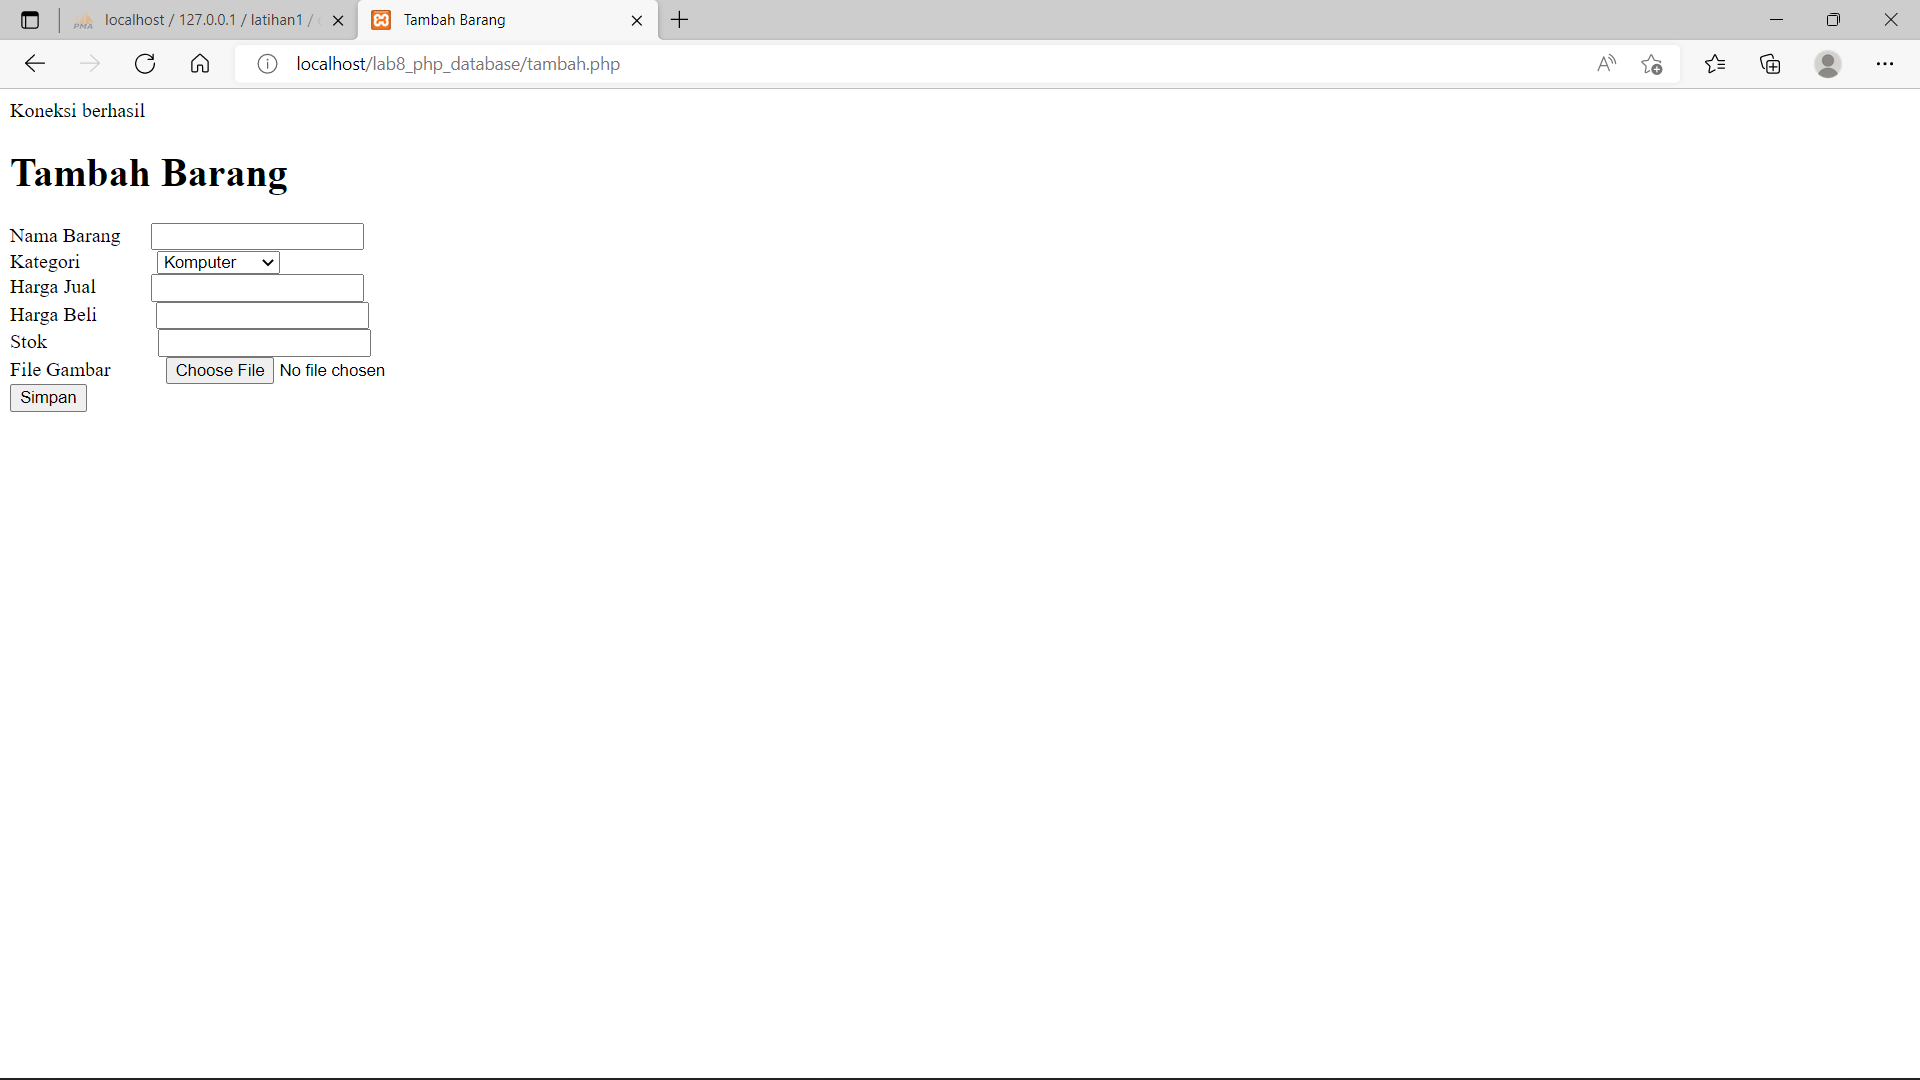 localhost / 127.0.0.1 / latihan1 /
Tambah Barang
localhost/lab8_php_database/tambah.php
Koneksi berhasil
Tambah Barang
Nama Barang
Kategori Komputer
Harga Jual
Harga Beli
Stok
File Gambar Choose File No file chosen
Simpan
PMA